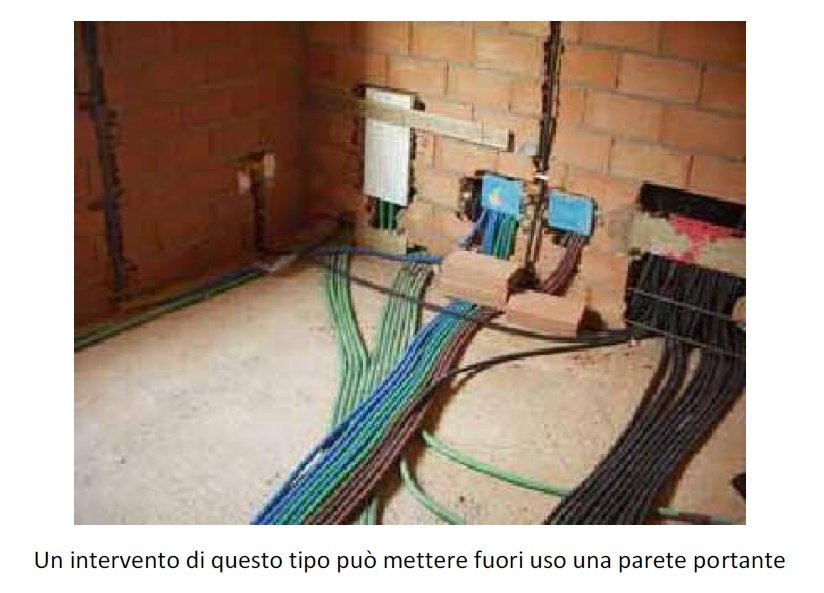 Un intervento di questo tipo può mettere fuori uso una parete portante